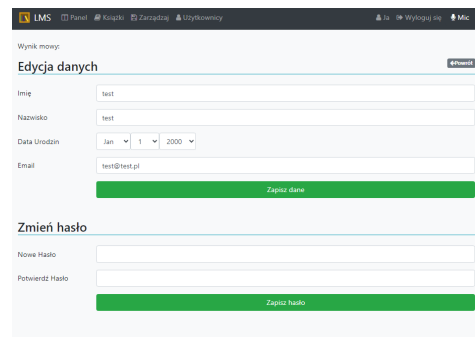 LMS Panel Książki Zarządzaj Użytkownicy Ja Wyloguj się Mic
Wynik mowy:
Edycja danych Powrót
Imię test
Nazwisko test
Data Urodzin Jan 1 2000
Email test@test.pl
Zapisz dane
Zmień hasło
Nowe Hasło
Potwierdź Hasło
Zapisz hasło